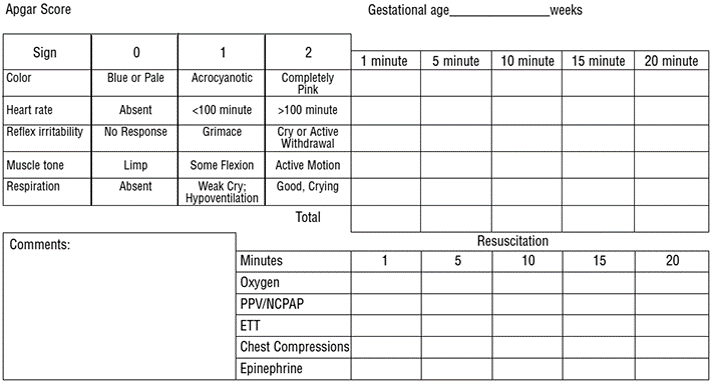 Apgar Score
Gestational age_______________weeks
Sign 0 1 2 1 minute 5 minute 10 minute 15 minute 20 minute
Color Blue or Pale Acrocyanotic Completely
Pink
Heart rate Absent <100 minute >100 minute
Reflex irritability No Response Grimace Cry or Active
Withdrawal
Muscle tone Limp Some Flexion Active Motion
Respiration Absent Weak Cry; Good, Crying
Hypoventilation
Total
Comments:
Resuscitation
Minutes 1 5 10 15 20
Oxygen
PPV/NCPAP
ETT
Chest Compressions
Epinephrine